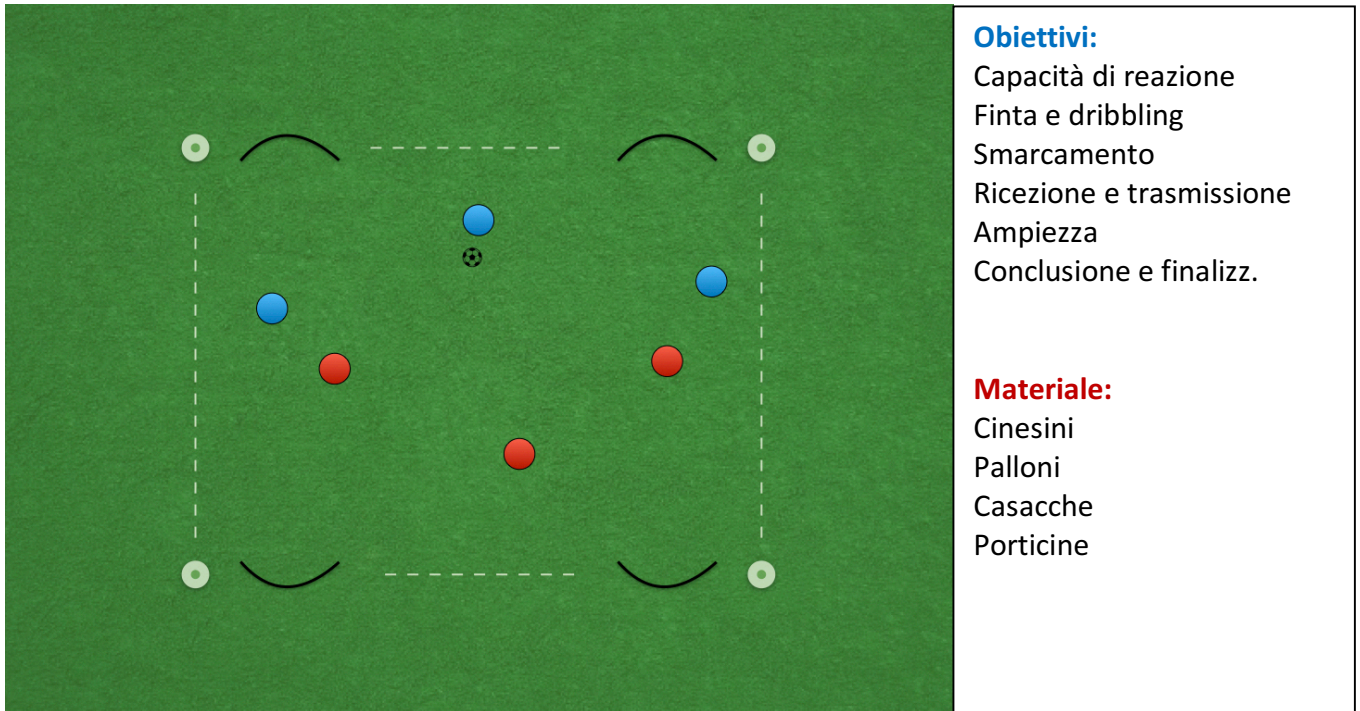 Obiettivi:
Capacità di reazione
Finta e dribbling
Smarcamento
Ricezione e trasmissione
Ampiezza
Conclusione e finalizz.
Materiale:
Cinesini
Palloni
Casacche
Porticine